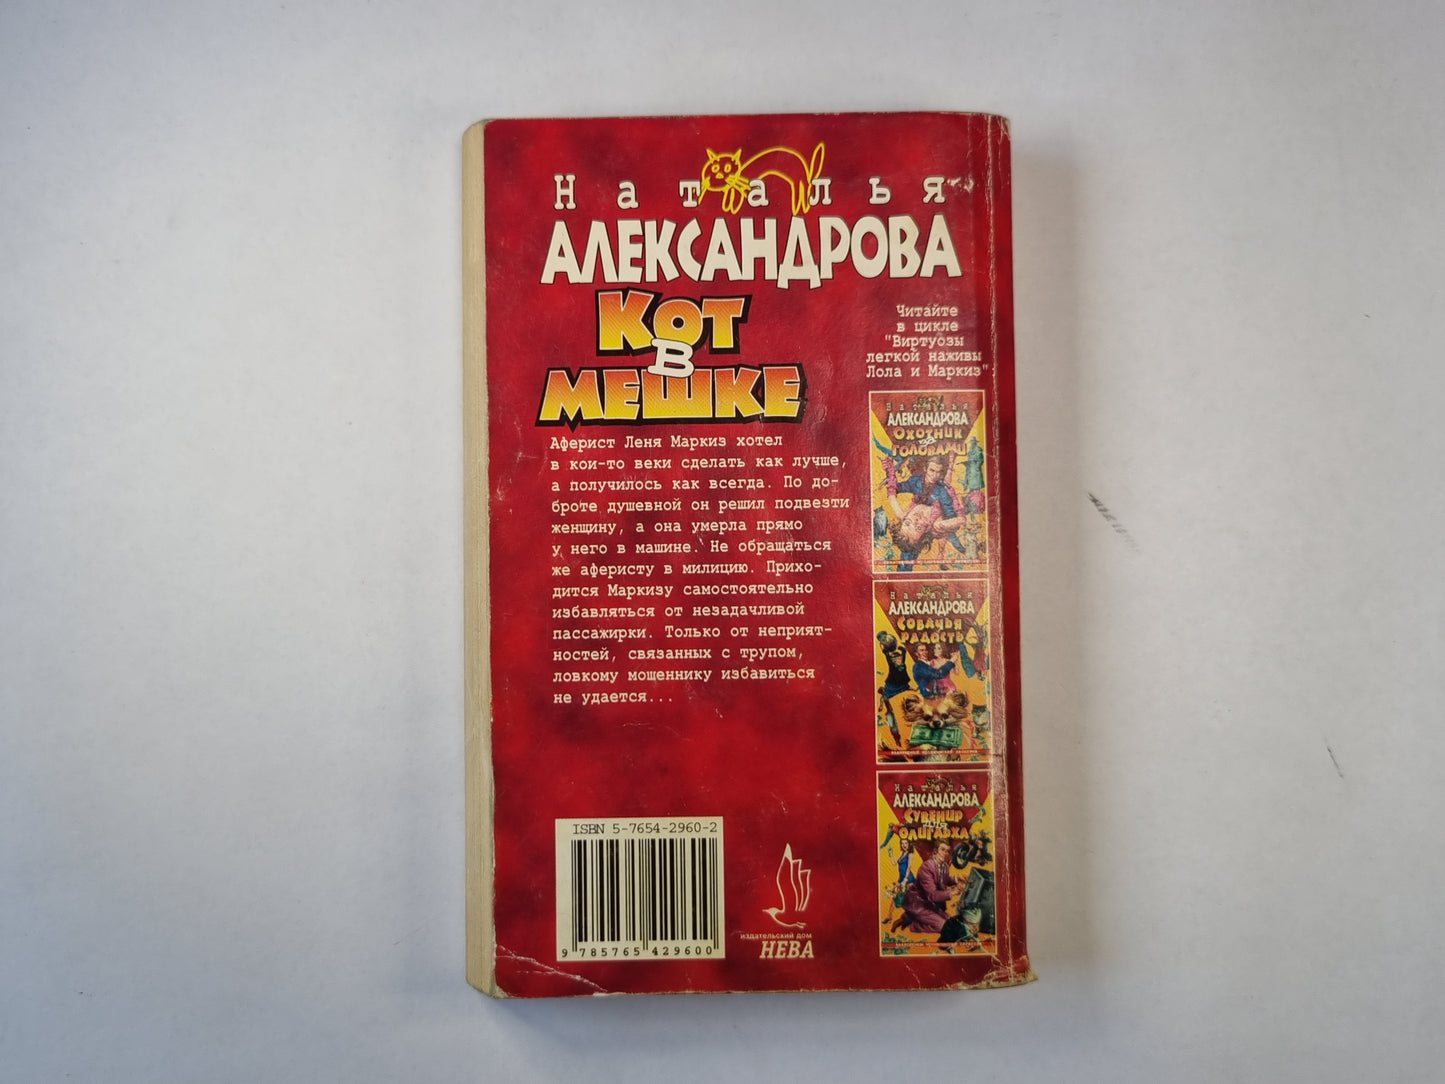 Наталья
АЛЕКСАНДРОВА
Кот
в
мешке
Аферист Леня Маркиз хотел
в кои-то веки сделать как лучше,
а получилось как всегда. По до-
броте душевной он решил подвезти
женщину, а она умерла прямо
у него в машине. Не обращаться
же аферисту в милицию. Прихо-
дится Маркизу самостоятельно
избавляться от незадачливой
пассажирки. Только от неприят-
ностей, связанных с трупом,
ловкому мошеннику избавиться
не удается...
Читайте
в цикле
"Виртуозы
легкой наживы
Лола и Маркиз"
Наталья
АЛЕКСАНДРОВА
Охотник
за
головами
Наталья
АЛЕКСАНДРОВА
Собачья
радость
Наталья
АЛЕКСАНДРОВА
Сувенир
для
олигарха
ISBN 5-7654-2960-2
9 785765 429600
издательский дом
НЕВА